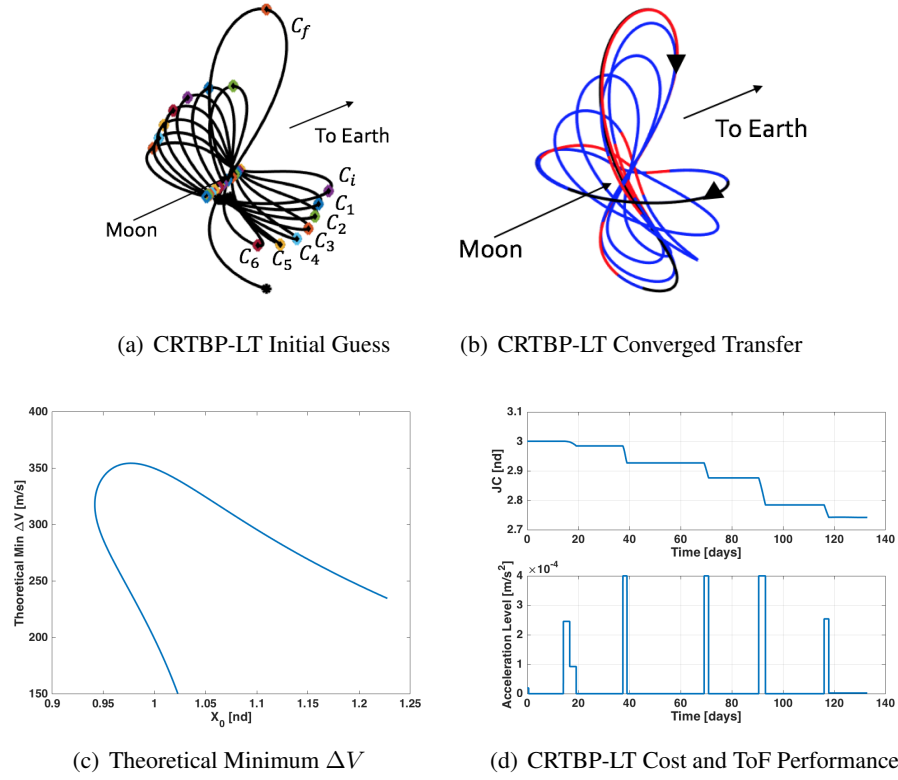 C_f
To Earth
C_i
C_1
C_2
C_3
C_4
C_5
C_6
Moon
To Earth
Moon
(a) CRTBP-LT Initial Guess
(b) CRTBP-LT Converged Transfer
400
350
300
250
200
150
Theoretical Min ΔV [m/s]
0.9 0.95 1 1.05 1.1 1.15 1.2 1.25
X_0 [nd]
3.1
3
2.9
2.8
2.7
JC [nd]
0 20 40 60 80 100 120 140
Time [days]
×10^-4
4
3
2
1
0
Acceleration Level [m/s^2]
0 20 40 60 80 100 120 140
Time [days]
(c) Theoretical Minimum ΔV
(d) CRTBP-LT Cost and ToF Performance